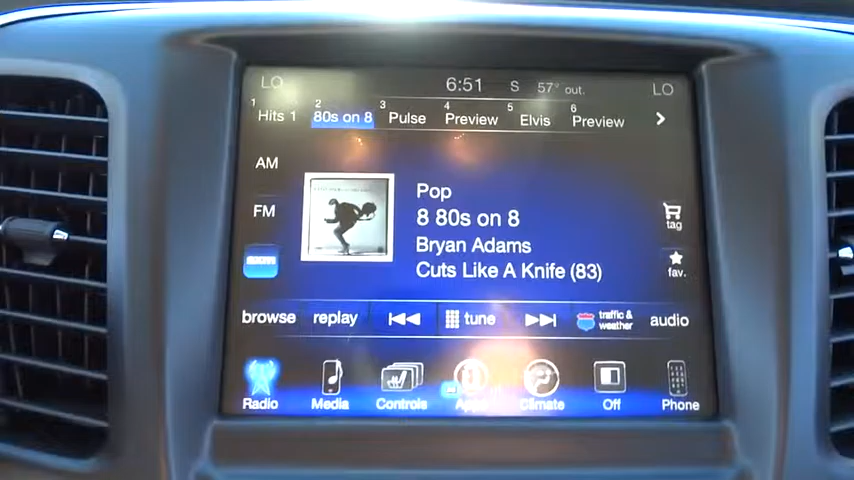 LO 6:51 S 57° out. LO
1 Hits 1 2 80s on 8 3 Pulse 4 Preview 5 Elvis 6 Preview
AM
FM
sxm
Pop
8 80s on 8
Bryan Adams
Cuts Like A Knife (83)
tag
fav.
browse replay tune traffic & weather audio
Radio Media Controls Apps Climate Off Phone